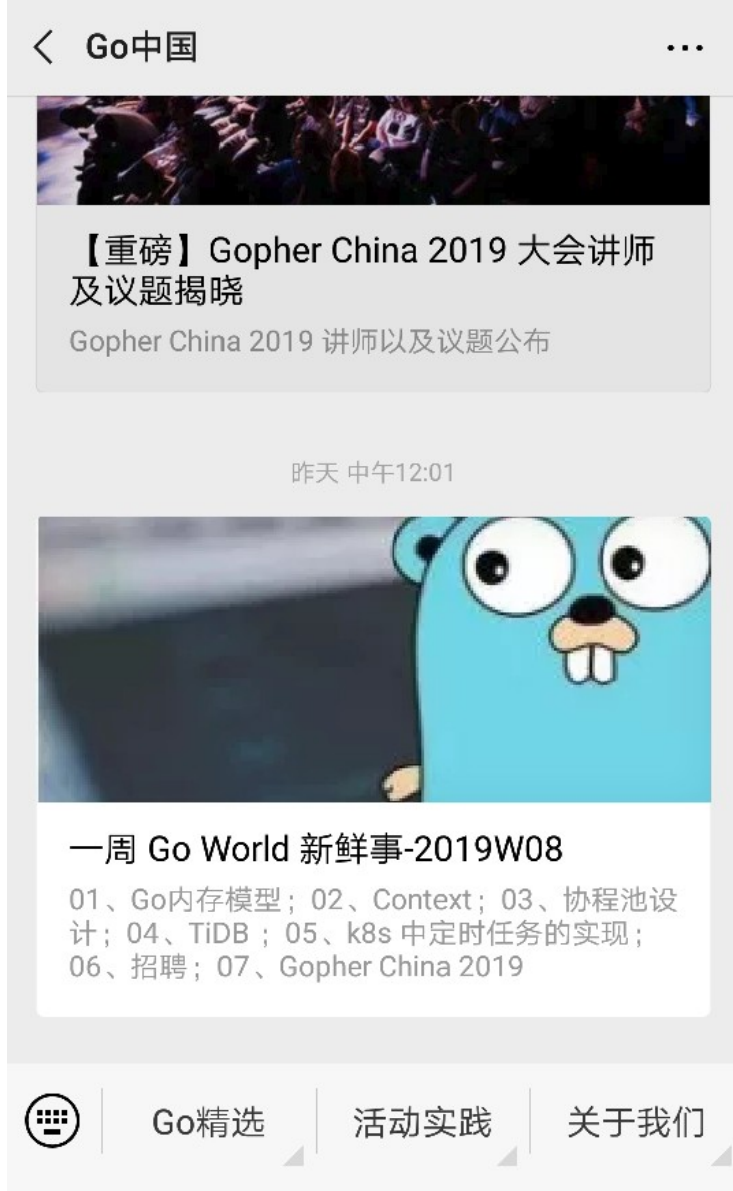 Go中国
【重磅】Gopher China 2019 大会讲师
及议题揭晓
Gopher China 2019 讲师以及议题公布
昨天 中午12:01
一周 Go World 新鲜事-2019W08
01、Go内存模型；02、Context；03、协程池设
计；04、TiDB ；05、k8s 中定时任务的实现；
06、招聘；07、Gopher China 2019
Go精选
活动实践
关于我们